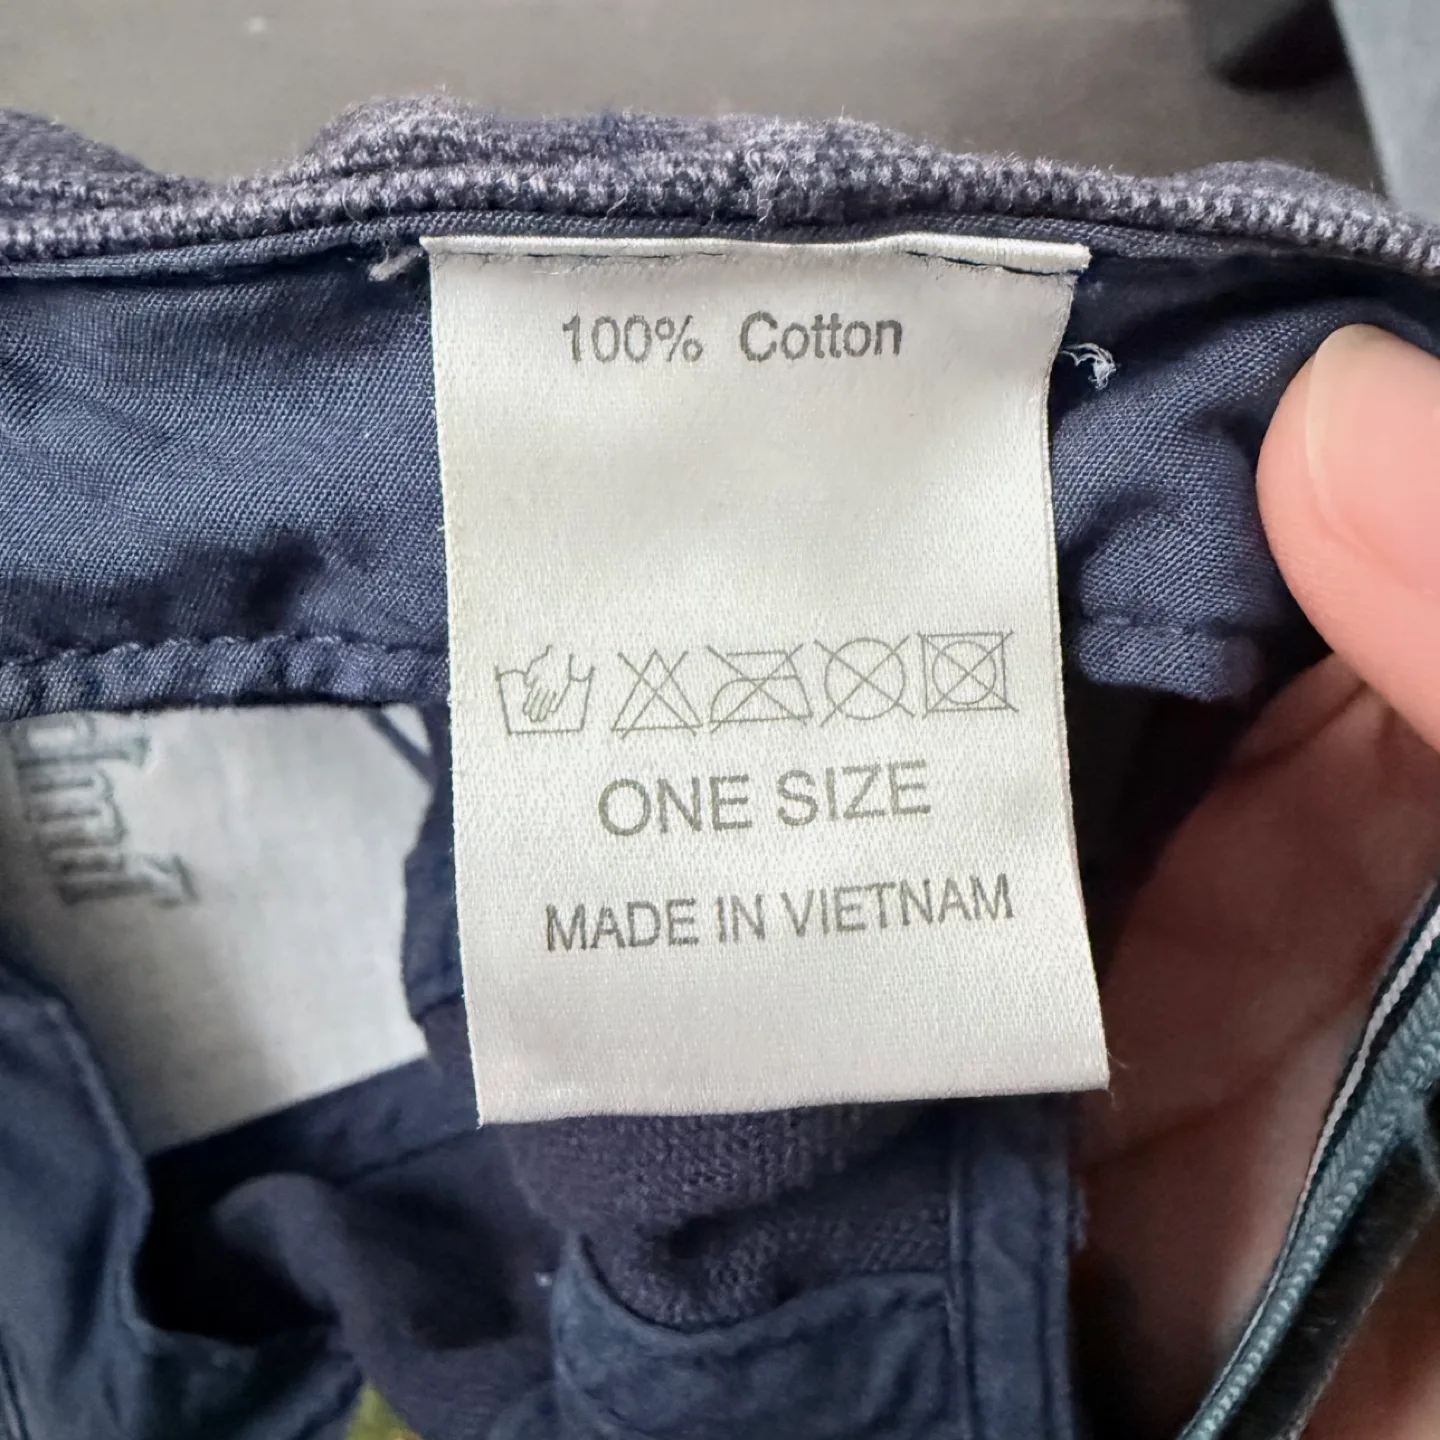 100% Cotton
ONE SIZE
MADE IN VIETNAM